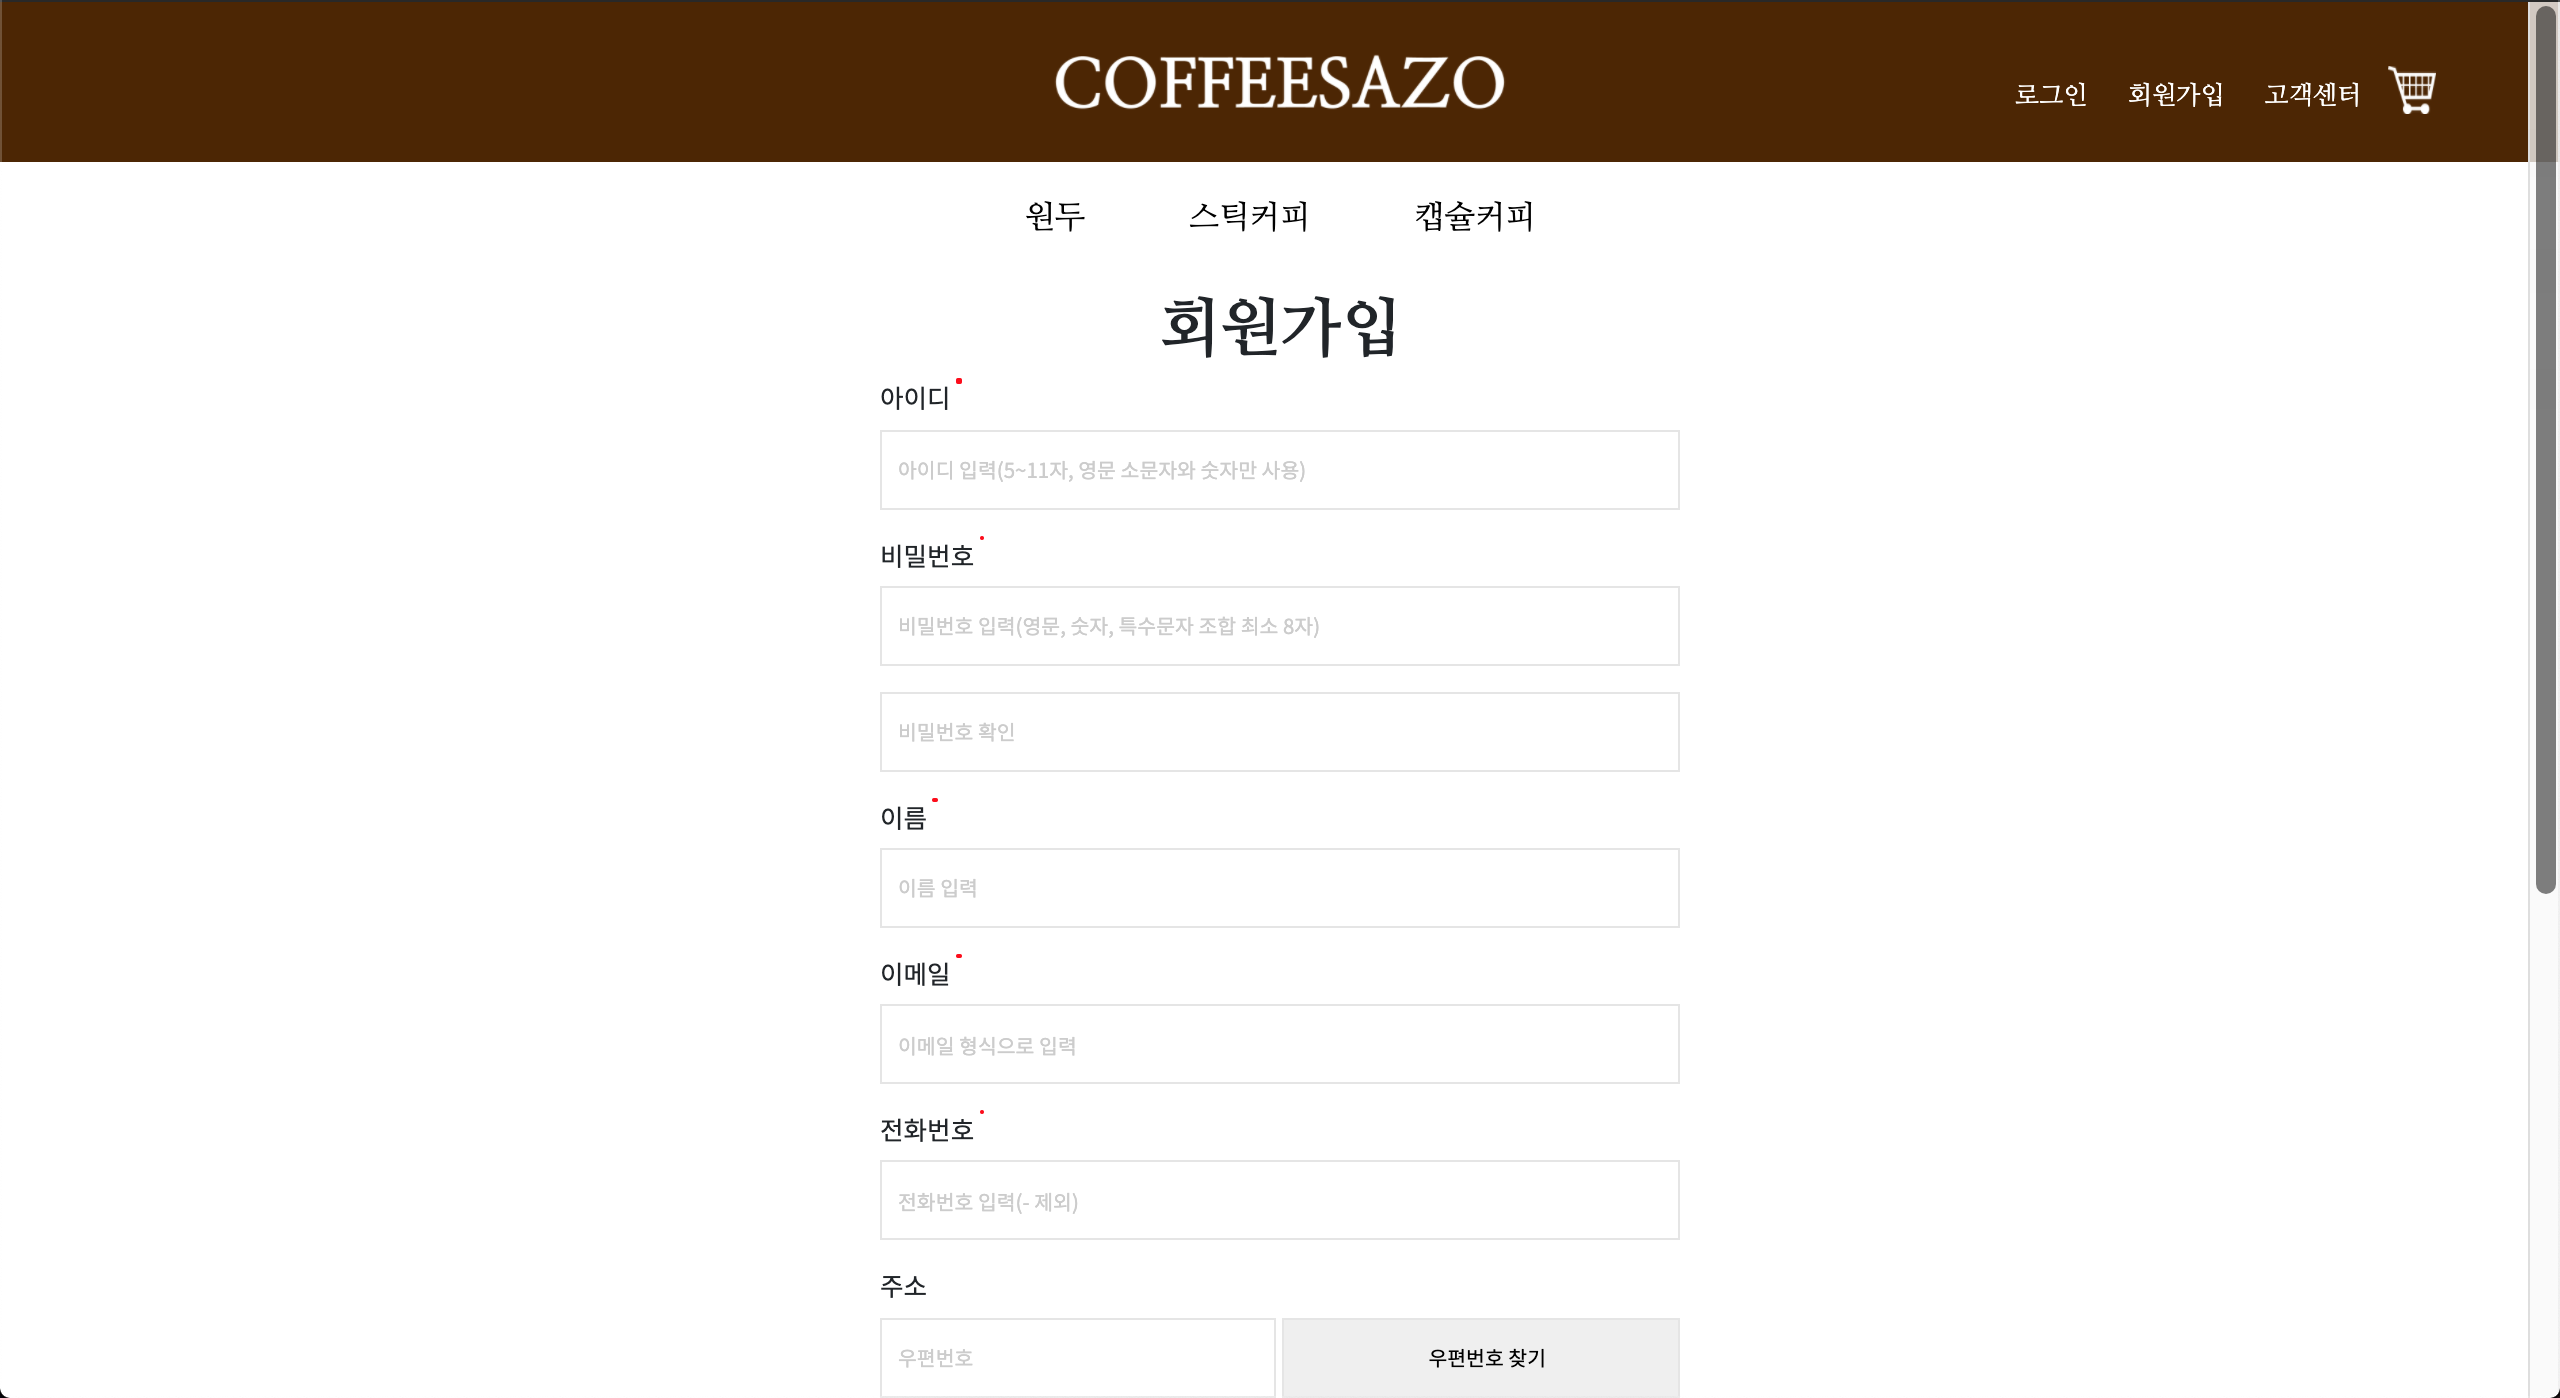 COFFEESAZO
로그인 회원가입 고객센터
원두 스틱커피 캡슐커피
회원가입
아이디
아이디 입력(5~11자, 영문 소문자와 숫자만 사용)
비밀번호
비밀번호 입력(영문, 숫자, 특수문자 조합 최소 8자)
비밀번호 확인
이름
이름 입력
이메일
이메일 형식으로 입력
전화번호
전화번호 입력(- 제외)
주소
우편번호 우편번호 찾기